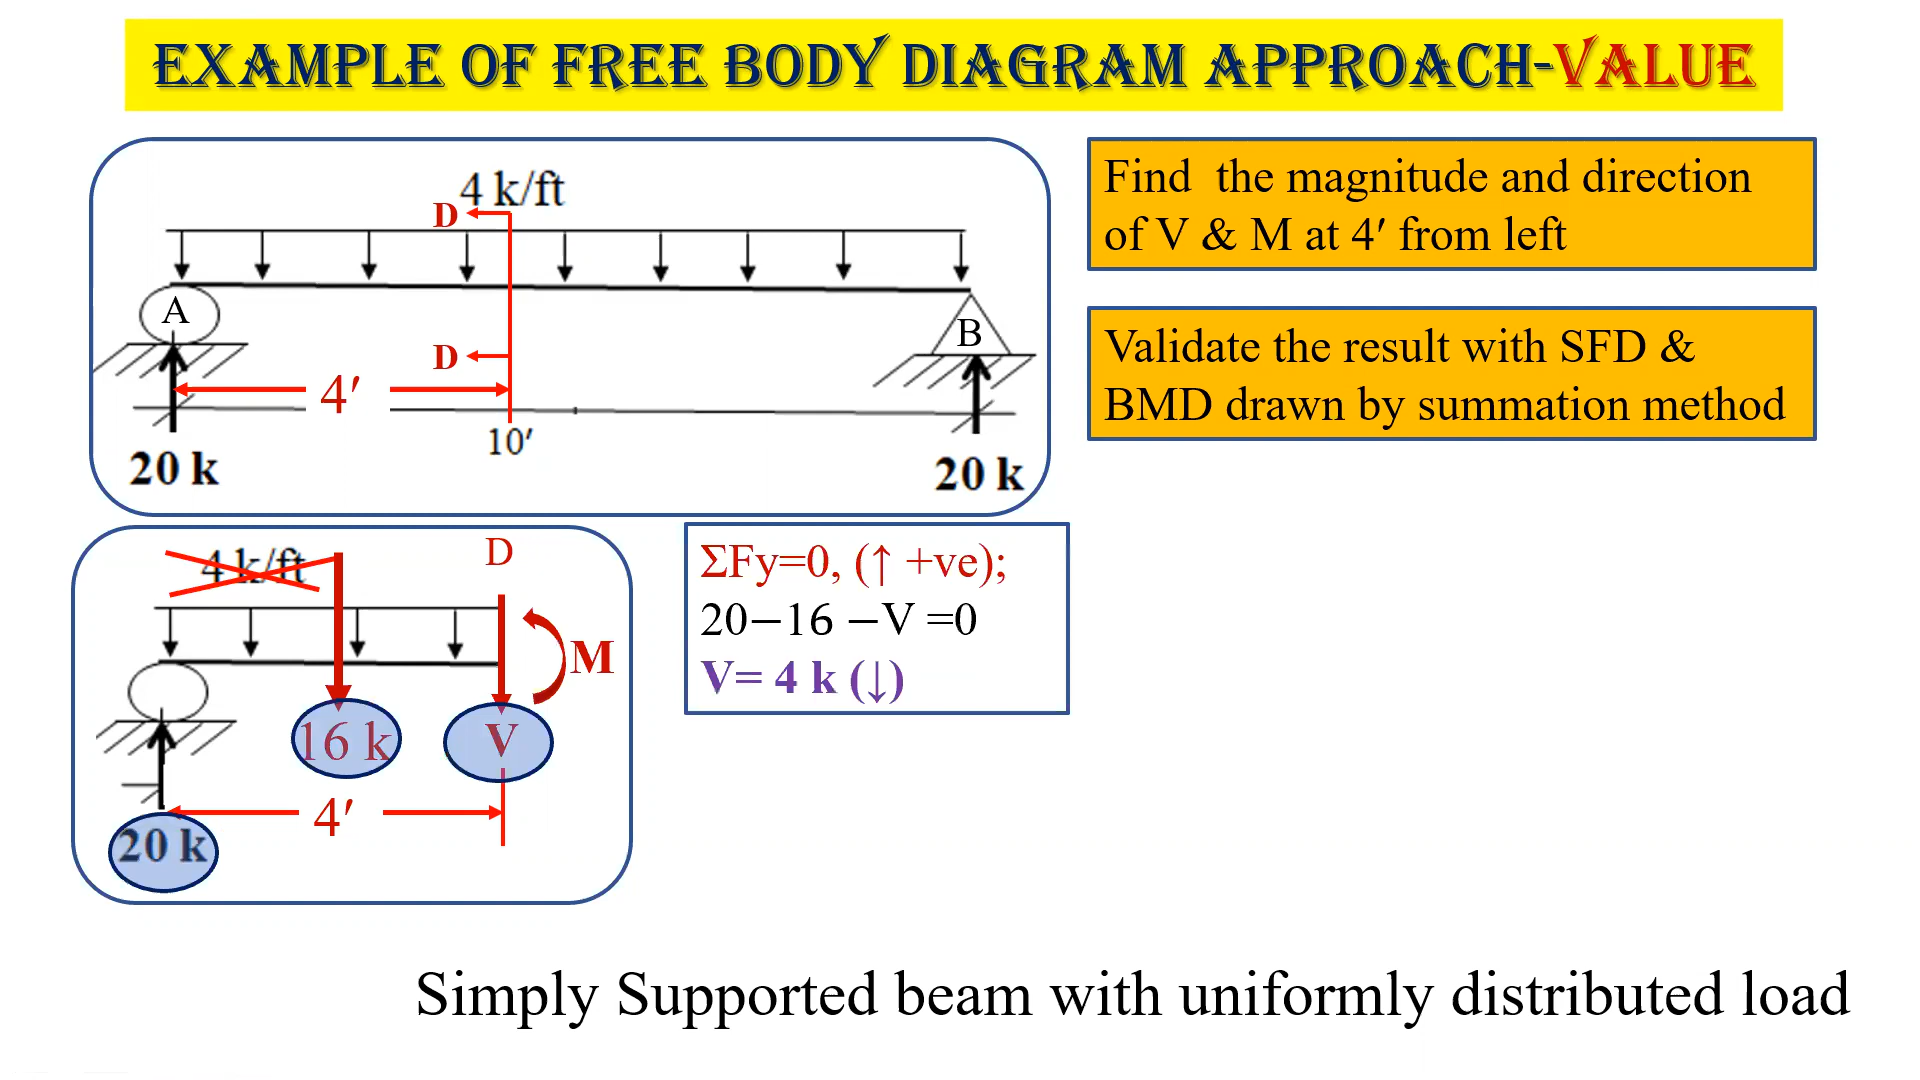 EXAMPLE OF FREE BODY DIAGRAM APPROACH-VALUE
4 k/ft
D
A
B
D
4′
10′
20 k
20 k
Find the magnitude and direction
of V & M at 4′ from left
Validate the result with SFD &
BMD drawn by summation method
4 k/ft
D
M
16 k
V
4′
20 k
ΣFy=0, (↑ +ve);
20−16 −V =0
V= 4 k (↓)
Simply Supported beam with uniformly distributed load